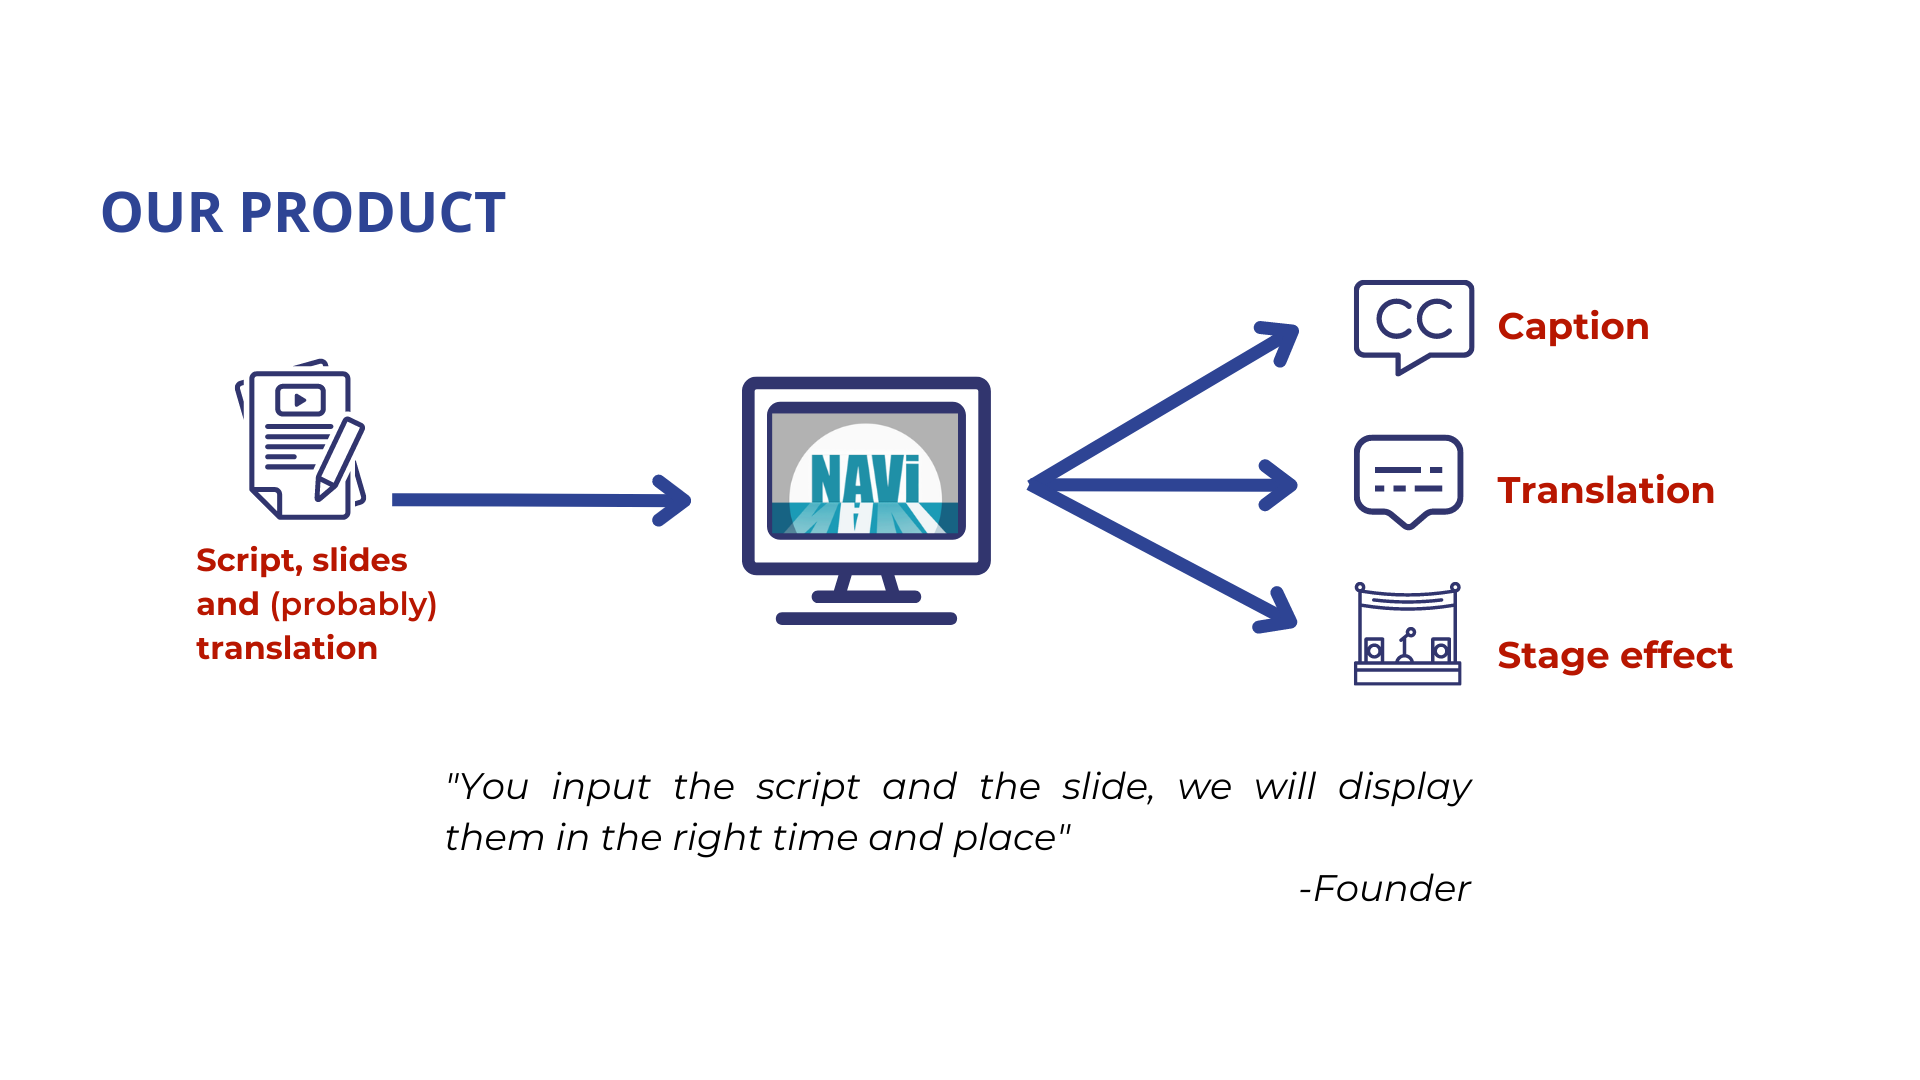 OUR PRODUCT
CC
Caption
NAVi
Translation
Script, slides
and (probably)
translation
Stage effect
"You input the script and the slide, we will display
them in the right time and place"
-Founder